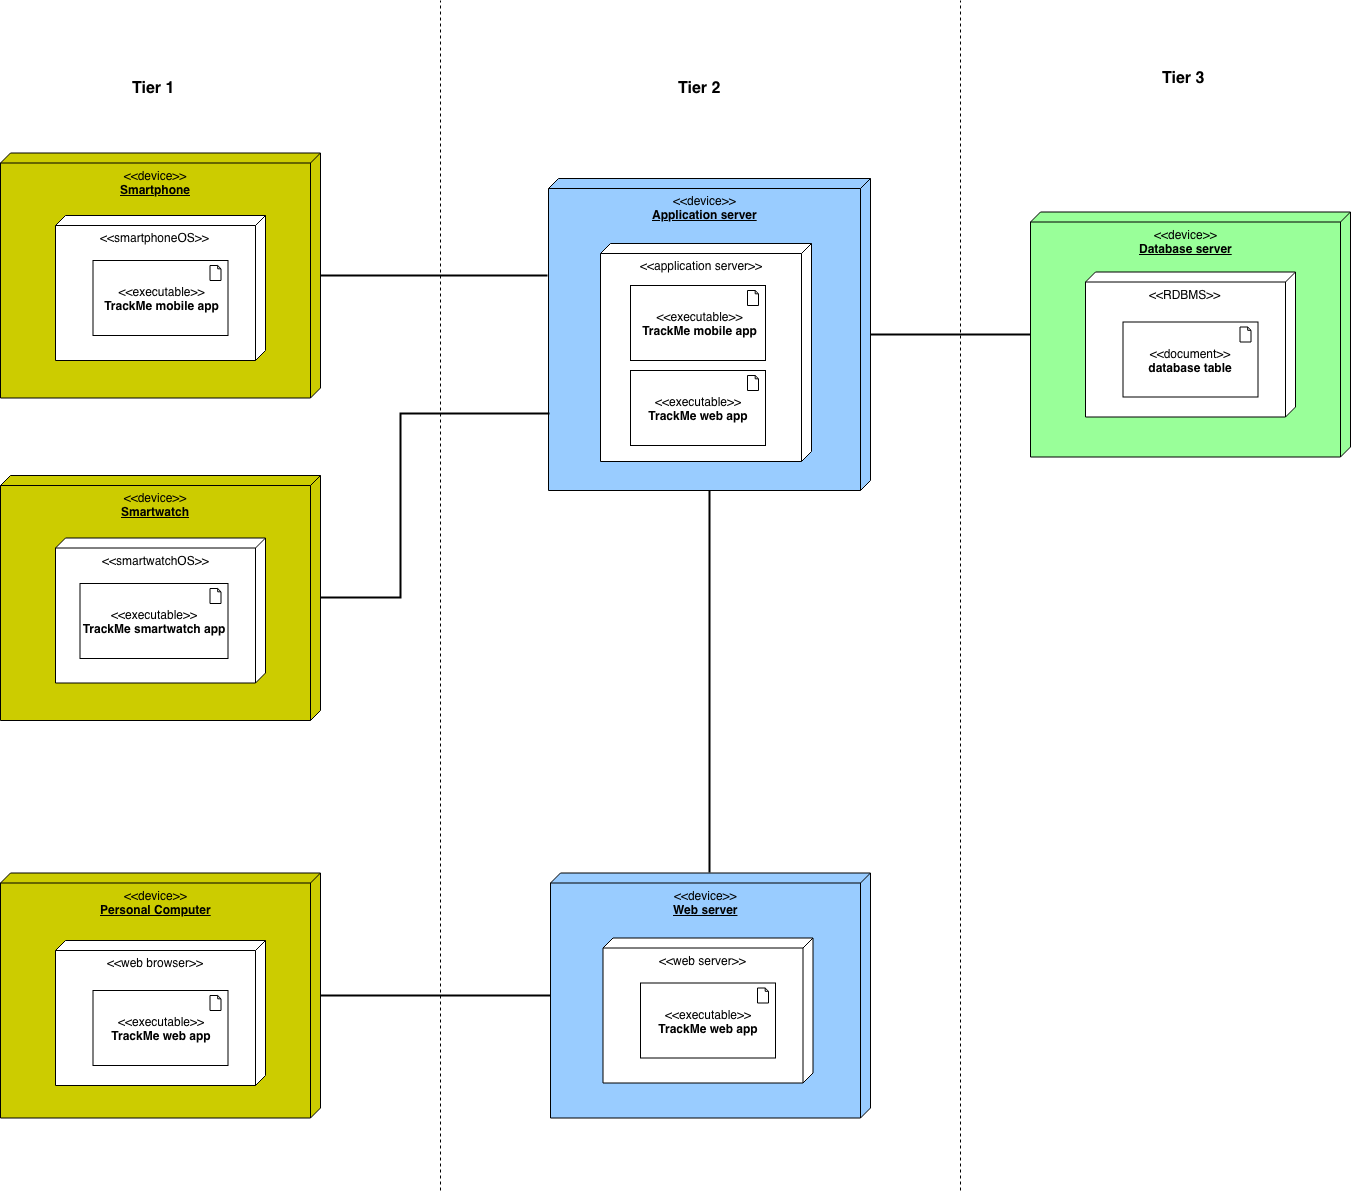 Tier 1
Tier 2
Tier 3
<<device>>
Smartphone
<<smartphoneOS>>
<<executable>>
TrackMe mobile app
<<device>>
Smartwatch
<<smartwatchOS>>
<<executable>>
TrackMe smartwatch app
<<device>>
Personal Computer
<<web browser>>
<<executable>>
TrackMe web app
<<device>>
Application server
<<application server>>
<<executable>>
TrackMe mobile app
<<executable>>
TrackMe web app
<<device>>
Web server
<<web server>>
<<executable>>
TrackMe web app
<<device>>
Database server
<<RDBMS>>
<<document>>
database table